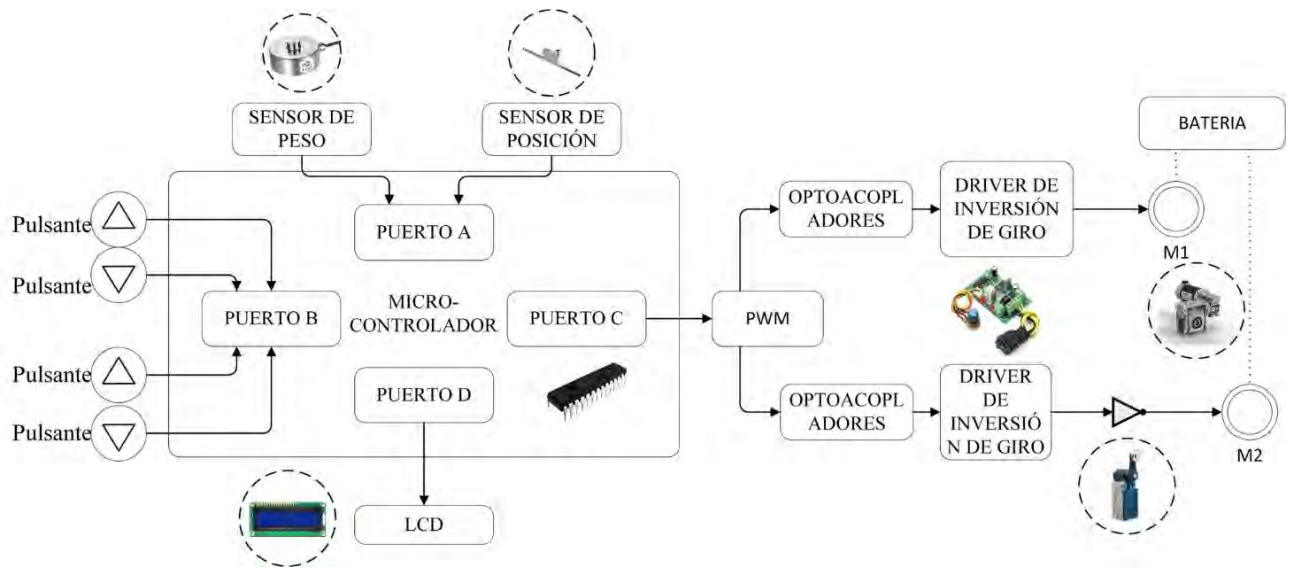 SENSOR DE
PESO
SENSOR DE
POSICIÓN
BATERIA
Pulsante
Pulsante
Pulsante
Pulsante
PUERTO A
PUERTO B
MICRO-
CONTROLADOR
PUERTO C
PUERTO D
LCD
PWM
OPTOACOPL
ADORES
DRIVER DE
INVERSIÓN
DE GIRO
M1
OPTOACOPL
ADORES
DRIVER
DE
INVERSIÓ
N DE GIRO
M2